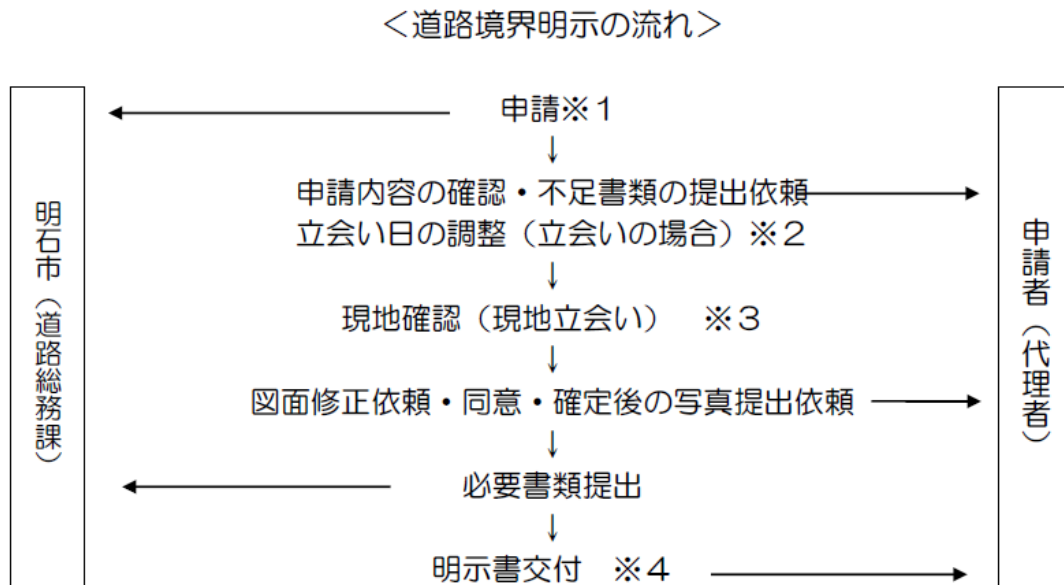 ＜道路境界明示の流れ＞
明石市（道路総務課）
申請※１
↓
申請内容の確認・不足書類の提出依頼
立会い日の調整（立会いの場合）※２
↓
現地確認（現地立会い）　※３
↓
図面修正依頼・同意・確定後の写真提出依頼
↓
必要書類提出
↓
明示書交付　※４
申請者（代理者）